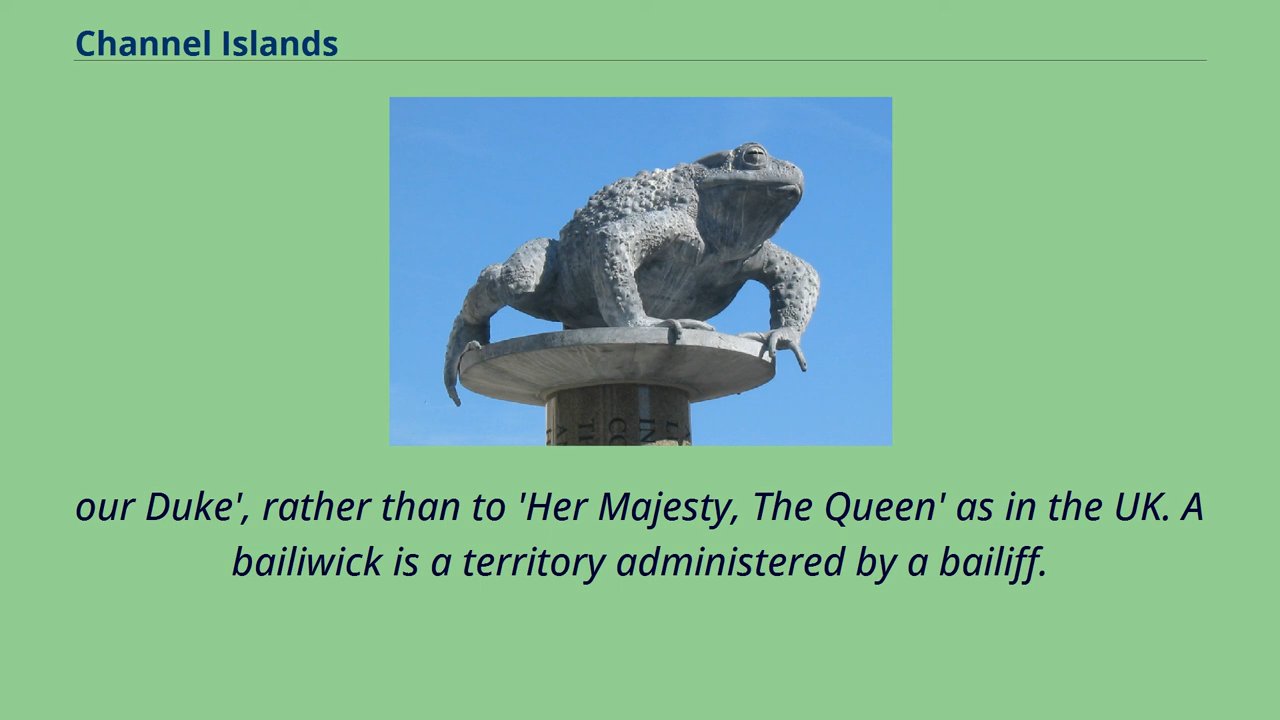 Channel Islands
our Duke', rather than to 'Her Majesty, The Queen' as in the UK. A
bailiwick is a territory administered by a bailiff.